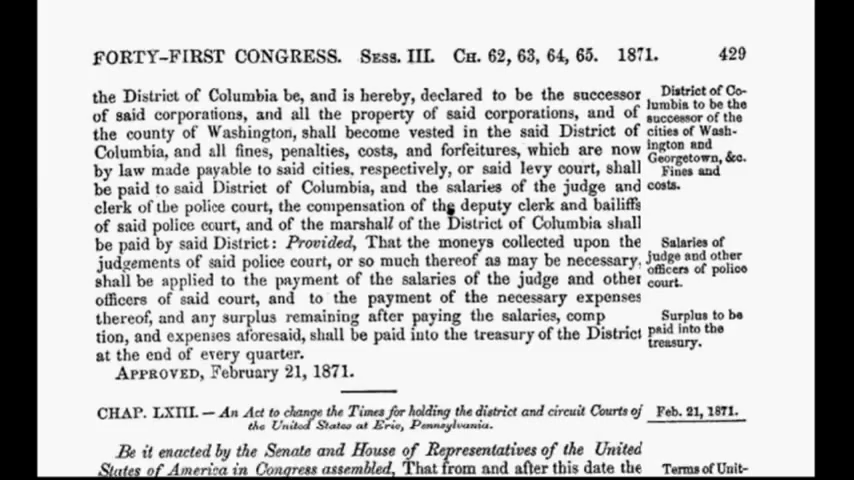 FORTY-FIRST CONGRESS. SESS. III. CH. 62, 63, 64, 65. 1871. 429
the District of Columbia be, and is hereby, declared to be the successor
of said corporations, and all the property of said corporations, and of
the county of Washington, shall become vested in the said District of
Columbia, and all fines, penalties, costs, and forfeitures, which are now
by law made payable to said cities, respectively, or said levy court, shall
be paid to said District of Columbia, and the salaries of the judge and
clerk of the police court, the compensation of the deputy clerk and bailiffs
of said police court, and of the marshall of the District of Columbia shall
be paid by said District: Provided, That the moneys collected upon the
judgements of said police court, or so much thereof as may be necessary,
shall be applied to the payment of the salaries of the judge and other
officers of said court, and to the payment of the necessary expenses
thereof, and any surplus remaining after paying the salaries, comp
tion, and expenses aforesaid, shall be paid into the treasury of the District
at the end of every quarter.
APPROVED, February 21, 1871.
District of Co-
lumbia to be the
successor of the
cities of Wash-
ington and
Georgetown, &c.
Fines and
costs.
Salaries of
judge and other
officers of police
court.
Surplus to be
paid into the
treasury.
CHAP. LXIII. — An Act to change the Times for holding the district and circuit Courts of
the United States at Erie, Pennsylvania.
Feb. 21, 1871.
Be it enacted by the Senate and House of Representatives of the United
States of America in Congress assembled, That from and after this date the
Terms of Unit-